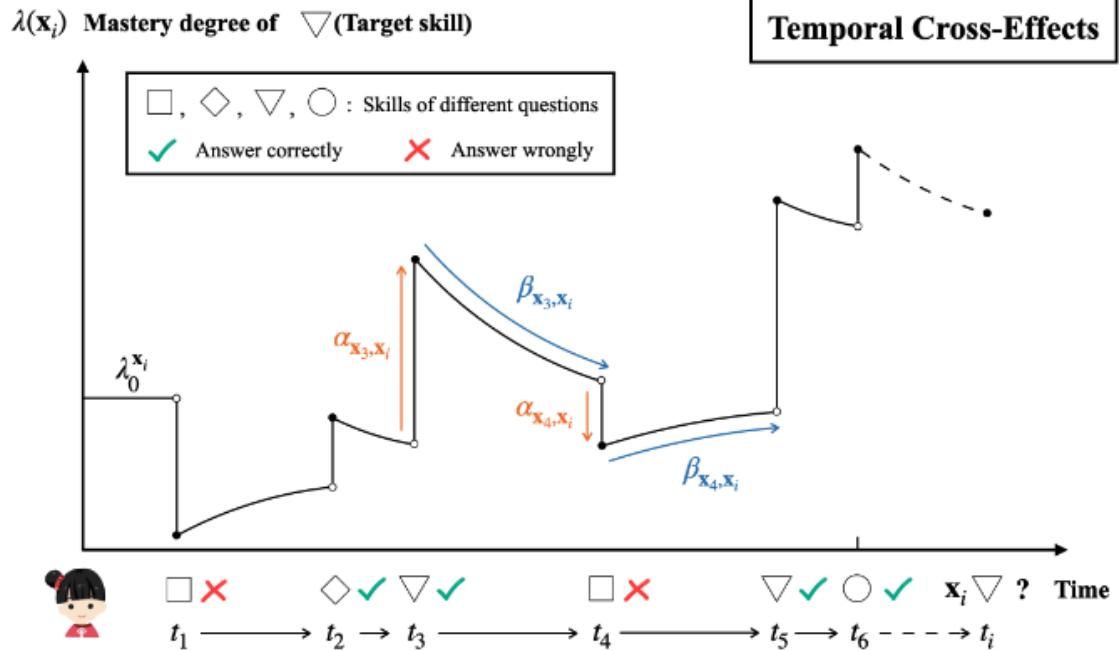 λ(x_i) Mastery degree of ▽(Target skill)
Temporal Cross-Effects
□, ◇, ▽, ○ : Skills of different questions
✓ Answer correctly ✗ Answer wrongly
λ_0^{x_i}
α_{x_3,x_i}
β_{x_3,x_i}
α_{x_4,x_i}
β_{x_4,x_i}
□ ✗ ◇ ✓ ▽ ✓ □ ✗ ▽ ✓ ○ ✓ x_i ▽ ? Time
t_1 t_2 t_3 t_4 t_5 t_6 t_i